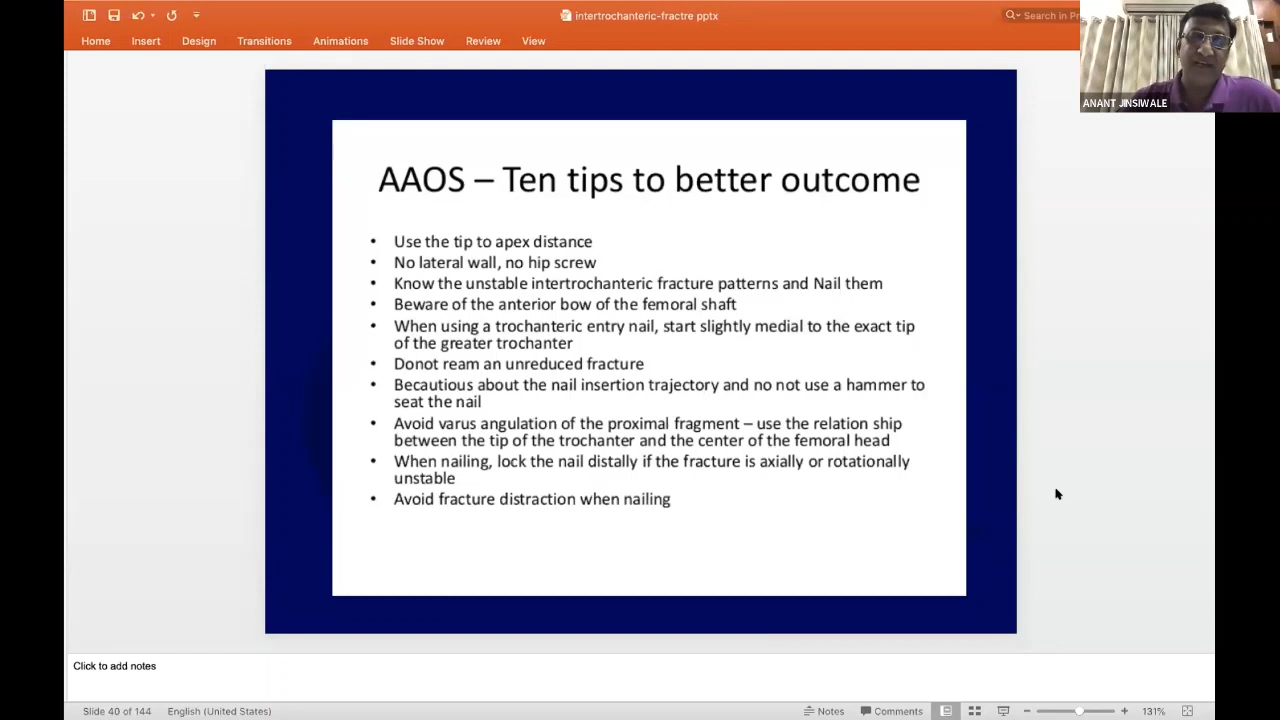 intertrochanteric-fractre pptx
Search in Pr
Home Insert Design Transitions Animations Slide Show Review View
ANANT JINSIWALE
AAOS – Ten tips to better outcome
• Use the tip to apex distance
• No lateral wall, no hip screw
• Know the unstable intertrochanteric fracture patterns and Nail them
• Beware of the anterior bow of the femoral shaft
• When using a trochanteric entry nail, start slightly medial to the exact tip
of the greater trochanter
• Donot ream an unreduced fracture
• Becautious about the nail insertion trajectory and no not use a hammer to
seat the nail
• Avoid varus angulation of the proximal fragment – use the relation ship
between the tip of the trochanter and the center of the femoral head
• When nailing, lock the nail distally if the fracture is axially or rotationally
unstable
• Avoid fracture distraction when nailing
Click to add notes
Slide 40 of 144 English (United States) Notes Comments 131%